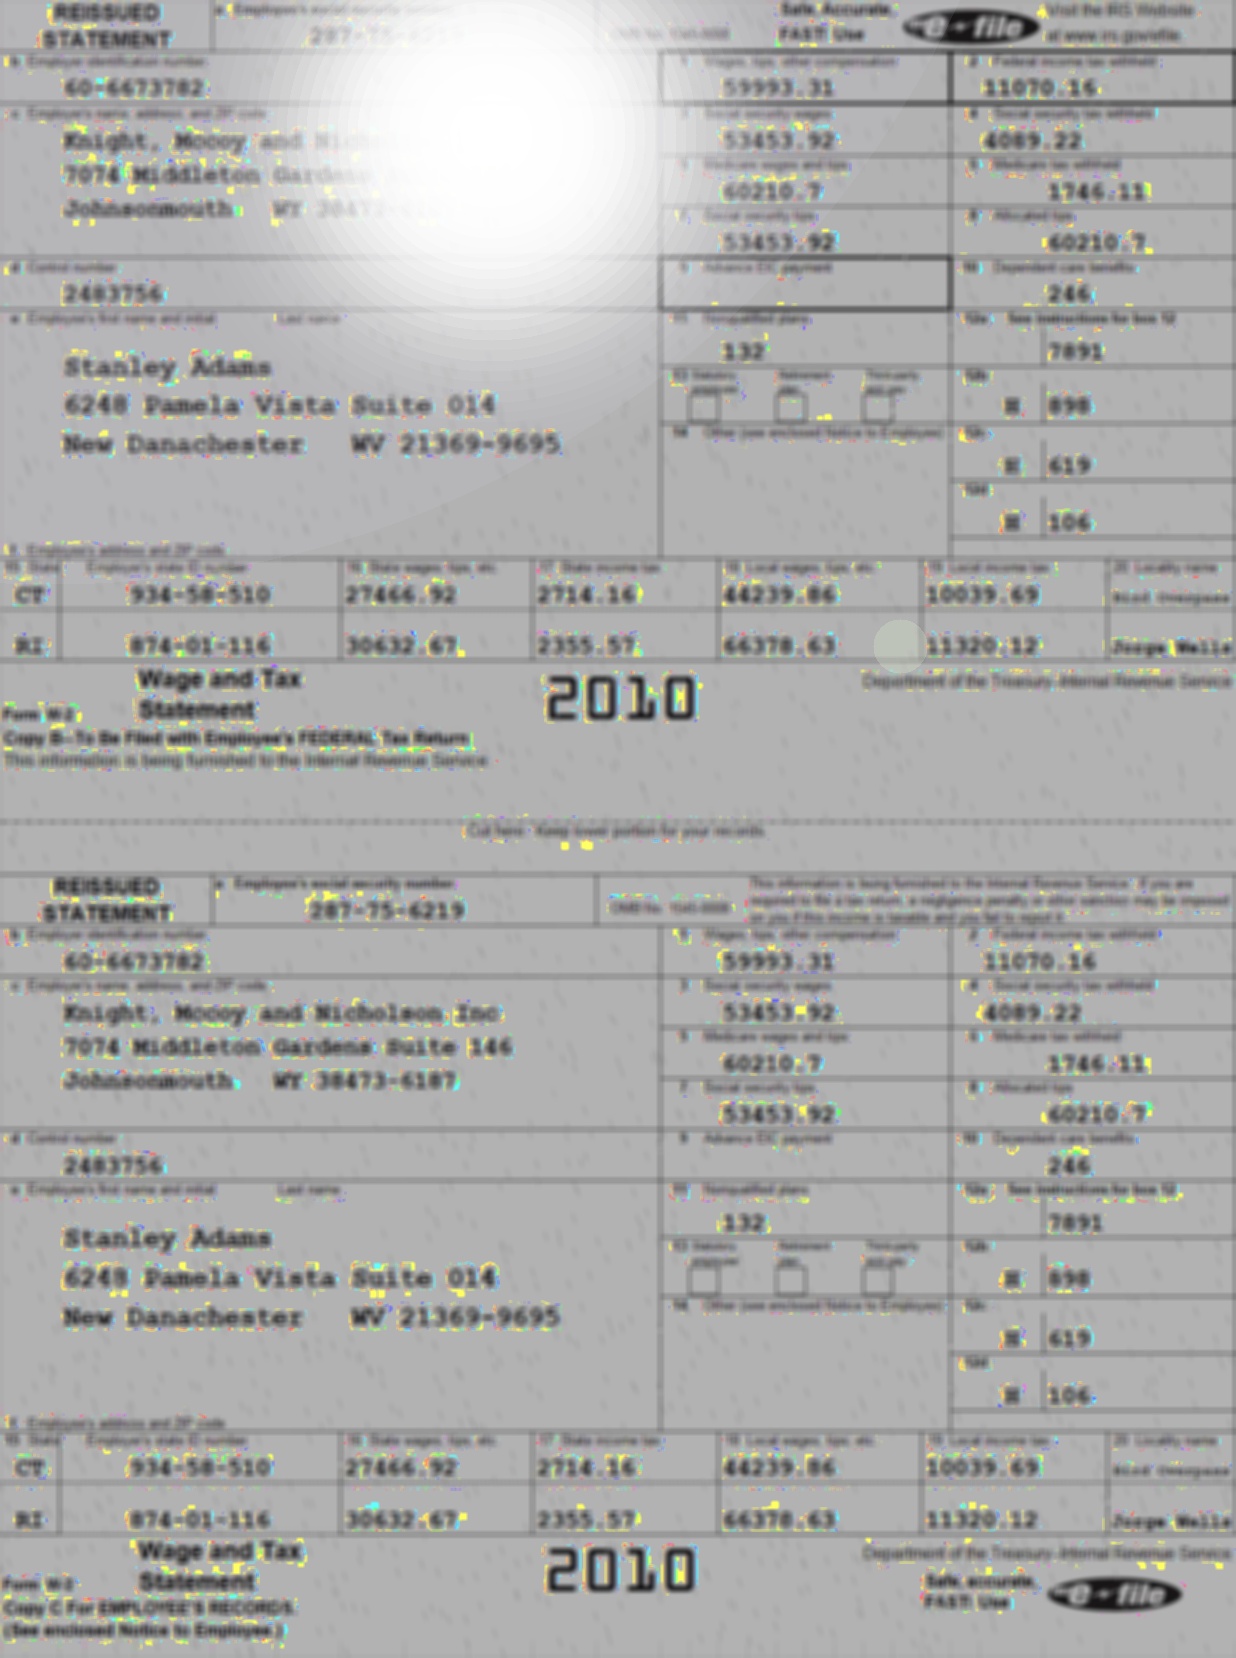 REISSUED STATEMENT
a Employee's social security number
287-75-6219
OMB No. 1545-0008
Safe, Accurate, FAST! Use
e-file
Visit the IRS Website at www.irs.gov/efile.
b Employer identification number
60-6673782
1 Wages, tips, other compensation
59993.31
2 Federal income tax withheld
11070.16
c Employer's name, address, and ZIP code
Knight, Mccoy and
7074 Middleton Gardens
Johnsonmouth WY 38473-
3 Social security wages
53453.92
4 Social security tax withheld
4089.22
5 Medicare wages and tips
60210.7
6 Medicare tax withheld
1746.11
7 Social security tips
53453.92
8 Allocated tips
60210.7
d Control number
2483756
9 Advance EIC payment
10 Dependent care benefits
246
e Employee's first name and initial Last name
Stanley Adams
6248 Pamela Vista Suite 014
New Danachester WV 21369-9695
11 Nonqualified plans
132
12a See instructions for box 12
7891
13 Statutory employee Retirement plan Third-party sick pay
12b
H 898
14 Other (see enclosed Notice to Employee)
12c
H 619
12d
H 106
f Employee's address and ZIP code
15 State Employer's state ID number 16 State wages, tips, etc. 17 State income tax 18 Local wages, tips, etc. 19 Local income tax 20 Locality name
CT 934-58-510 27466.92 2714.16 44239.86 10039.69
RI 874-01-116 30632.67 2355.57 66378.63 11320.12 Jorge Walls
Form W-2 Wage and Tax Statement
2010
Department of the Treasury-Internal Revenue Service
Copy B--To Be Filed with Employee's FEDERAL Tax Return.
This information is being furnished to the Internal Revenue Service.
Cut here - Keep lower portion for your records.
REISSUED STATEMENT
a Employee's social security number
287-75-6219
OMB No. 1545-0008
This information is being furnished to the Internal Revenue Service. If you are
required to file a tax return, a negligence penalty or other sanction may be imposed
on you if this income is taxable and you fail to report it.
b Employer identification number
60-6673782
1 Wages, tips, other compensation
59993.31
2 Federal income tax withheld
11070.16
c Employer's name, address, and ZIP code
Knight, Mccoy and Nicholson Inc
7074 Middleton Gardens Suite 146
Johnsonmouth WY 38473-6187
3 Social security wages
53453.92
4 Social security tax withheld
4089.22
5 Medicare wages and tips
60210.7
6 Medicare tax withheld
1746.11
7 Social security tips
53453.92
8 Allocated tips
60210.7
d Control number
2483756
9 Advance EIC payment
10 Dependent care benefits
246
e Employee's first name and initial Last name
Stanley Adams
6248 Pamela Vista Suite 014
New Danachester WV 21369-9695
11 Nonqualified plans
132
12a See instructions for box 12
7891
13 Statutory employee Retirement plan Third-party sick pay
12b
H 898
14 Other (see enclosed Notice to Employee)
12c
H 619
12d
H 106
f Employee's address and ZIP code
15 State Employer's state ID number 16 State wages, tips, etc. 17 State income tax 18 Local wages, tips, etc. 19 Local income tax 20 Locality name
CT 934-58-510 27466.92 2714.16 44239.86 10039.69
RI 874-01-116 30632.67 2355.57 66378.63 11320.12 Jorge Walls
Form W-2 Wage and Tax Statement
2010
Department of the Treasury-Internal Revenue Service
Copy C For EMPLOYEE'S RECORDS.
(See enclosed Notice to Employee.)
Safe, accurate, FAST! Use
e-file